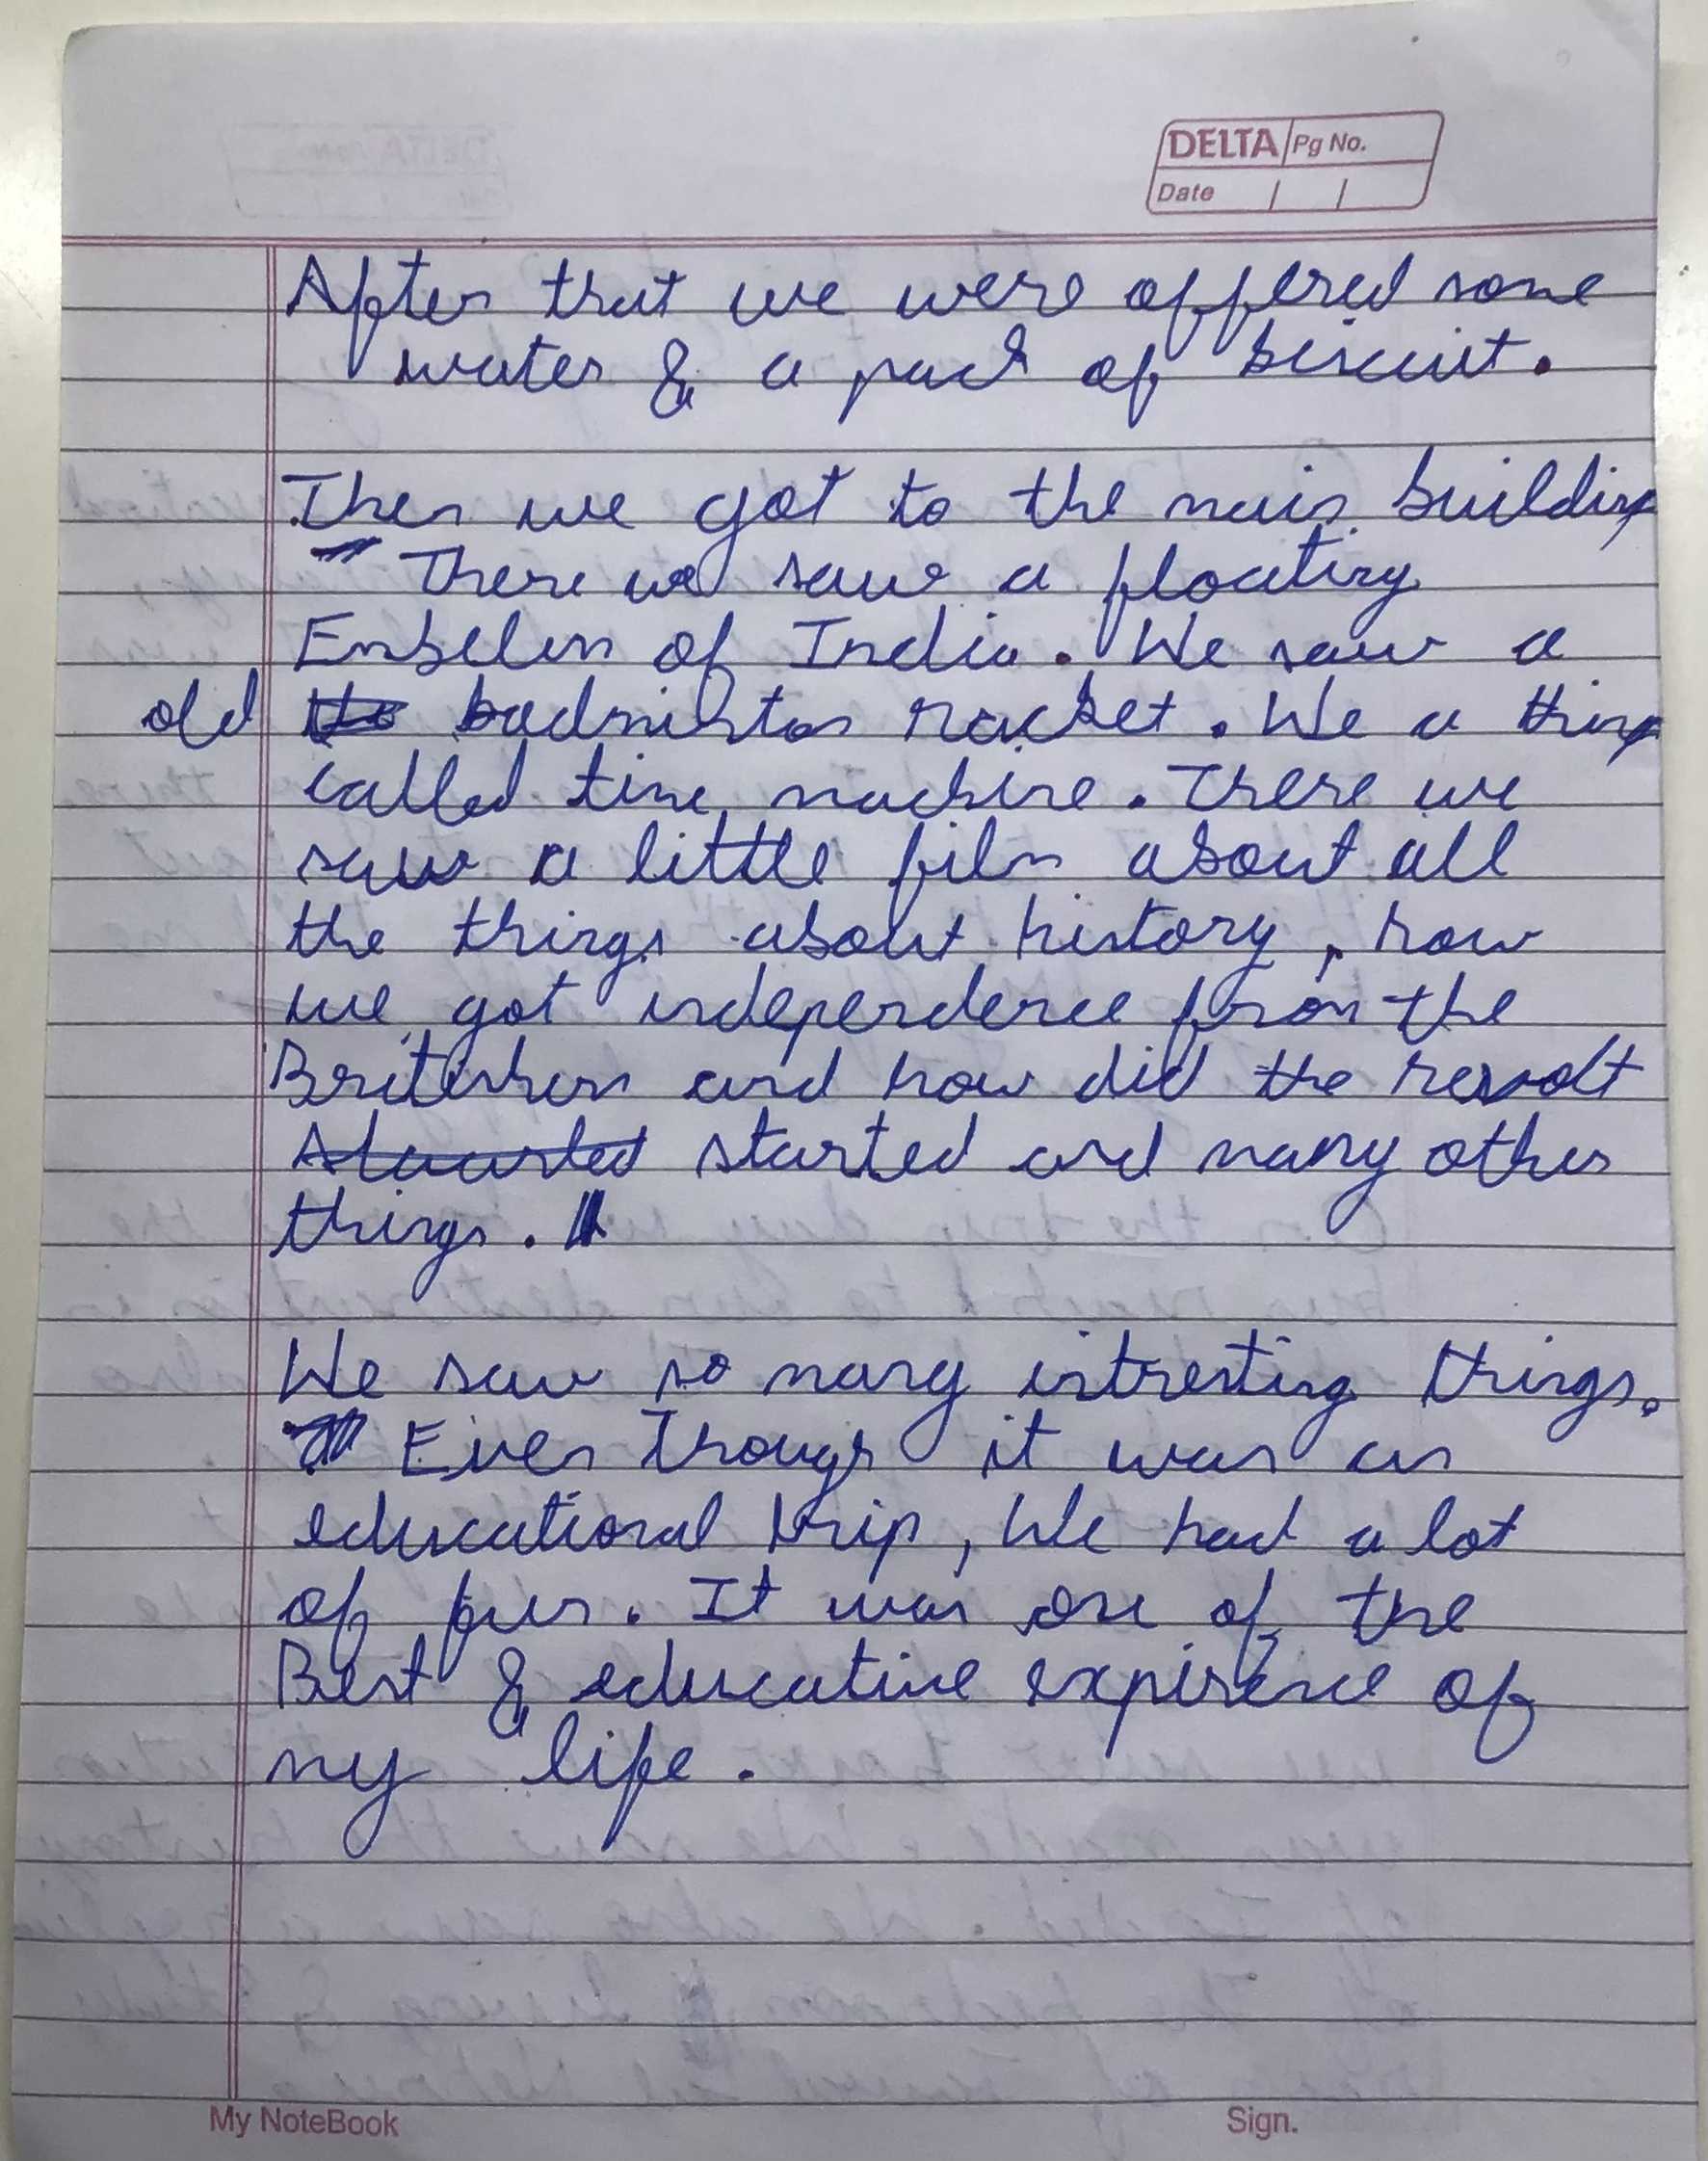 DELTA Pg No.
Date / /
After that we were offered some
water & a pack of biscuit.
Then we got to the main building
There we saw a floating
Embelem of India. We saw a
old badminton racket. We a thing
called time machine. There we
saw a little film about all
the things about history, how
we got independence from the
Britishers and how did the revolt
started and many other
things.
We saw so many intresting things.
Even though it was an
educational trip, We had a lot
of fun. It was one of the
Best & educative expirence of
my life.
My NoteBook Sign.